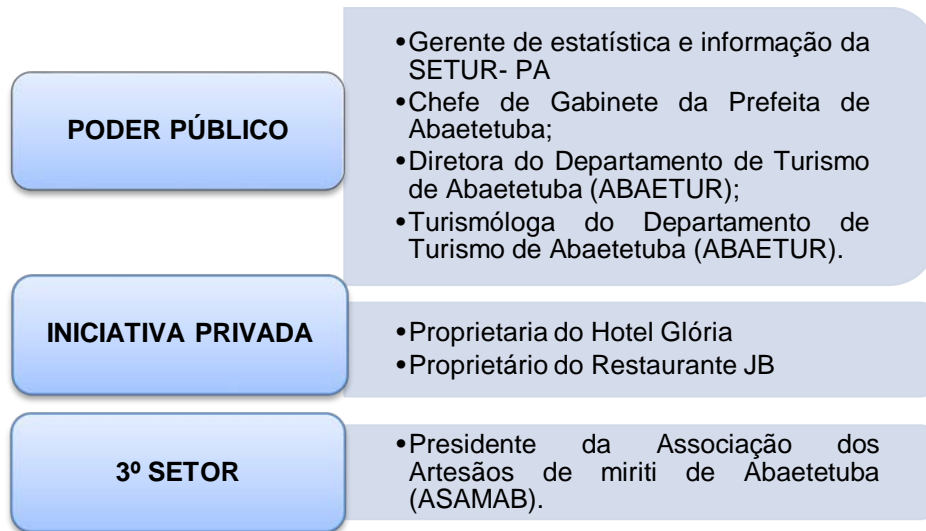 PODER PÚBLICO
•Gerente de estatística e informação da
SETUR- PA
•Chefe de Gabinete da Prefeita de
Abaetetuba;
•Diretora do Departamento de Turismo
de Abaetetuba (ABAETUR);
•Turismóloga do Departamento de
Turismo de Abaetetuba (ABAETUR).
INICIATIVA PRIVADA
•Proprietaria do Hotel Glória
•Proprietário do Restaurante JB
3º SETOR
•Presidente da Associação dos
Artesãos de miriti de Abaetetuba
(ASAMAB).